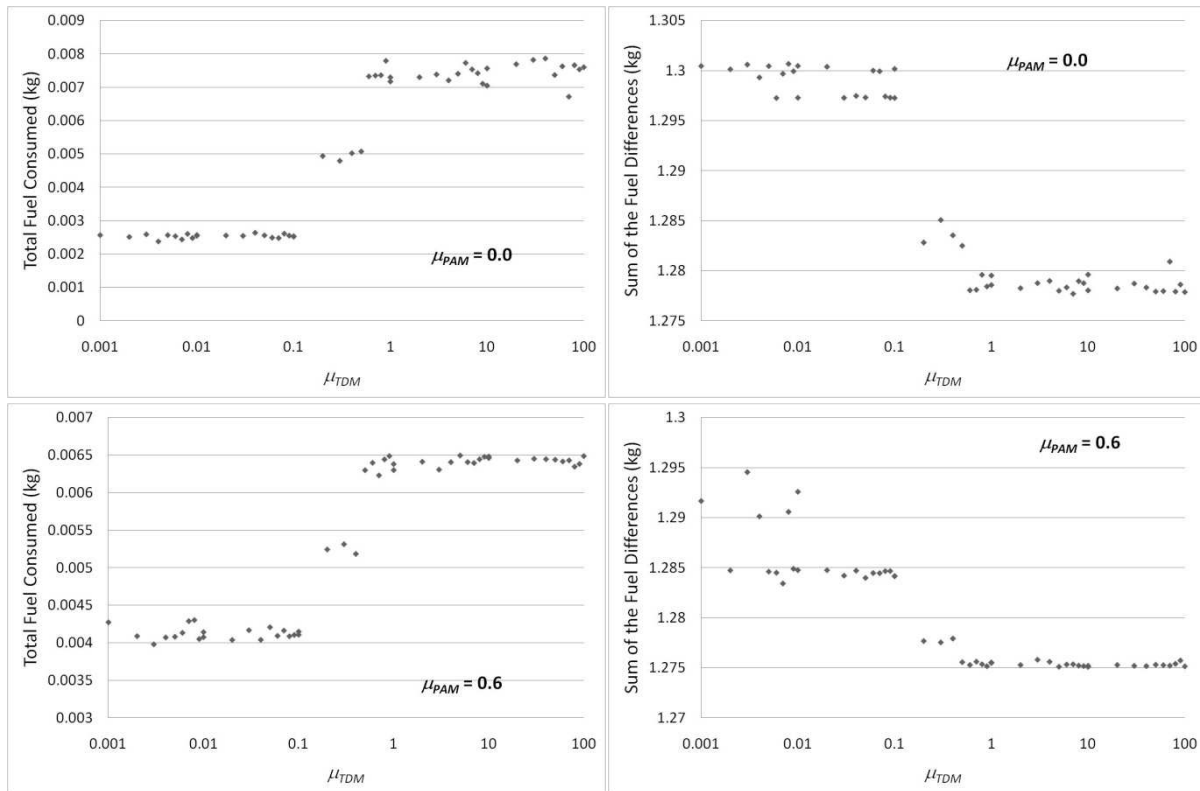 Total Fuel Consumed (kg)
0.009
0.008
0.007
0.006
0.005
0.004
0.003
0.002
0.001
0
μPAM = 0.0
0.001 0.01 0.1 1 10 100
μTDM
Sum of the Fuel Differences (kg)
1.305
1.3
1.295
1.29
1.285
1.28
1.275
μPAM = 0.0
0.001 0.01 0.1 1 10 100
μTDM
Total Fuel Consumed (kg)
0.007
0.0065
0.006
0.0055
0.005
0.0045
0.004
0.0035
0.003
μPAM = 0.6
0.001 0.01 0.1 1 10 100
μTDM
Sum of the Fuel Differences (kg)
1.3
1.295
1.29
1.285
1.28
1.275
1.27
μPAM = 0.6
0.001 0.01 0.1 1 10 100
μTDM